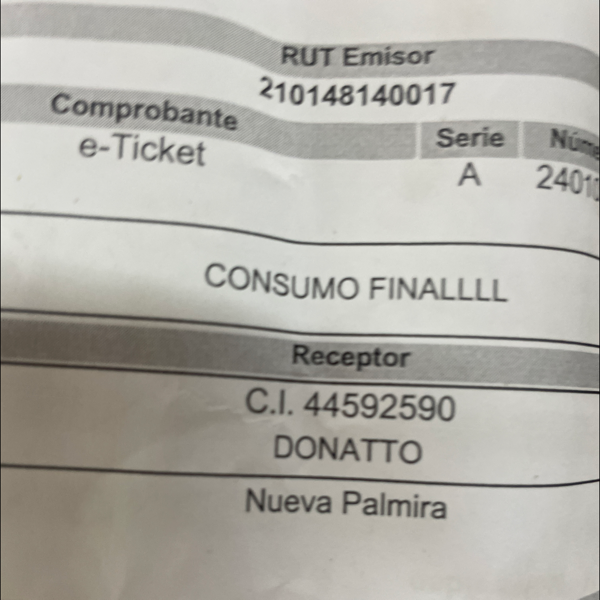 RUT Emisor
210148140017
Comprobante Serie
e-Ticket A
CONSUMO FINALLLL
Receptor
C.I. 44592590
DONATTO
Nueva Palmira